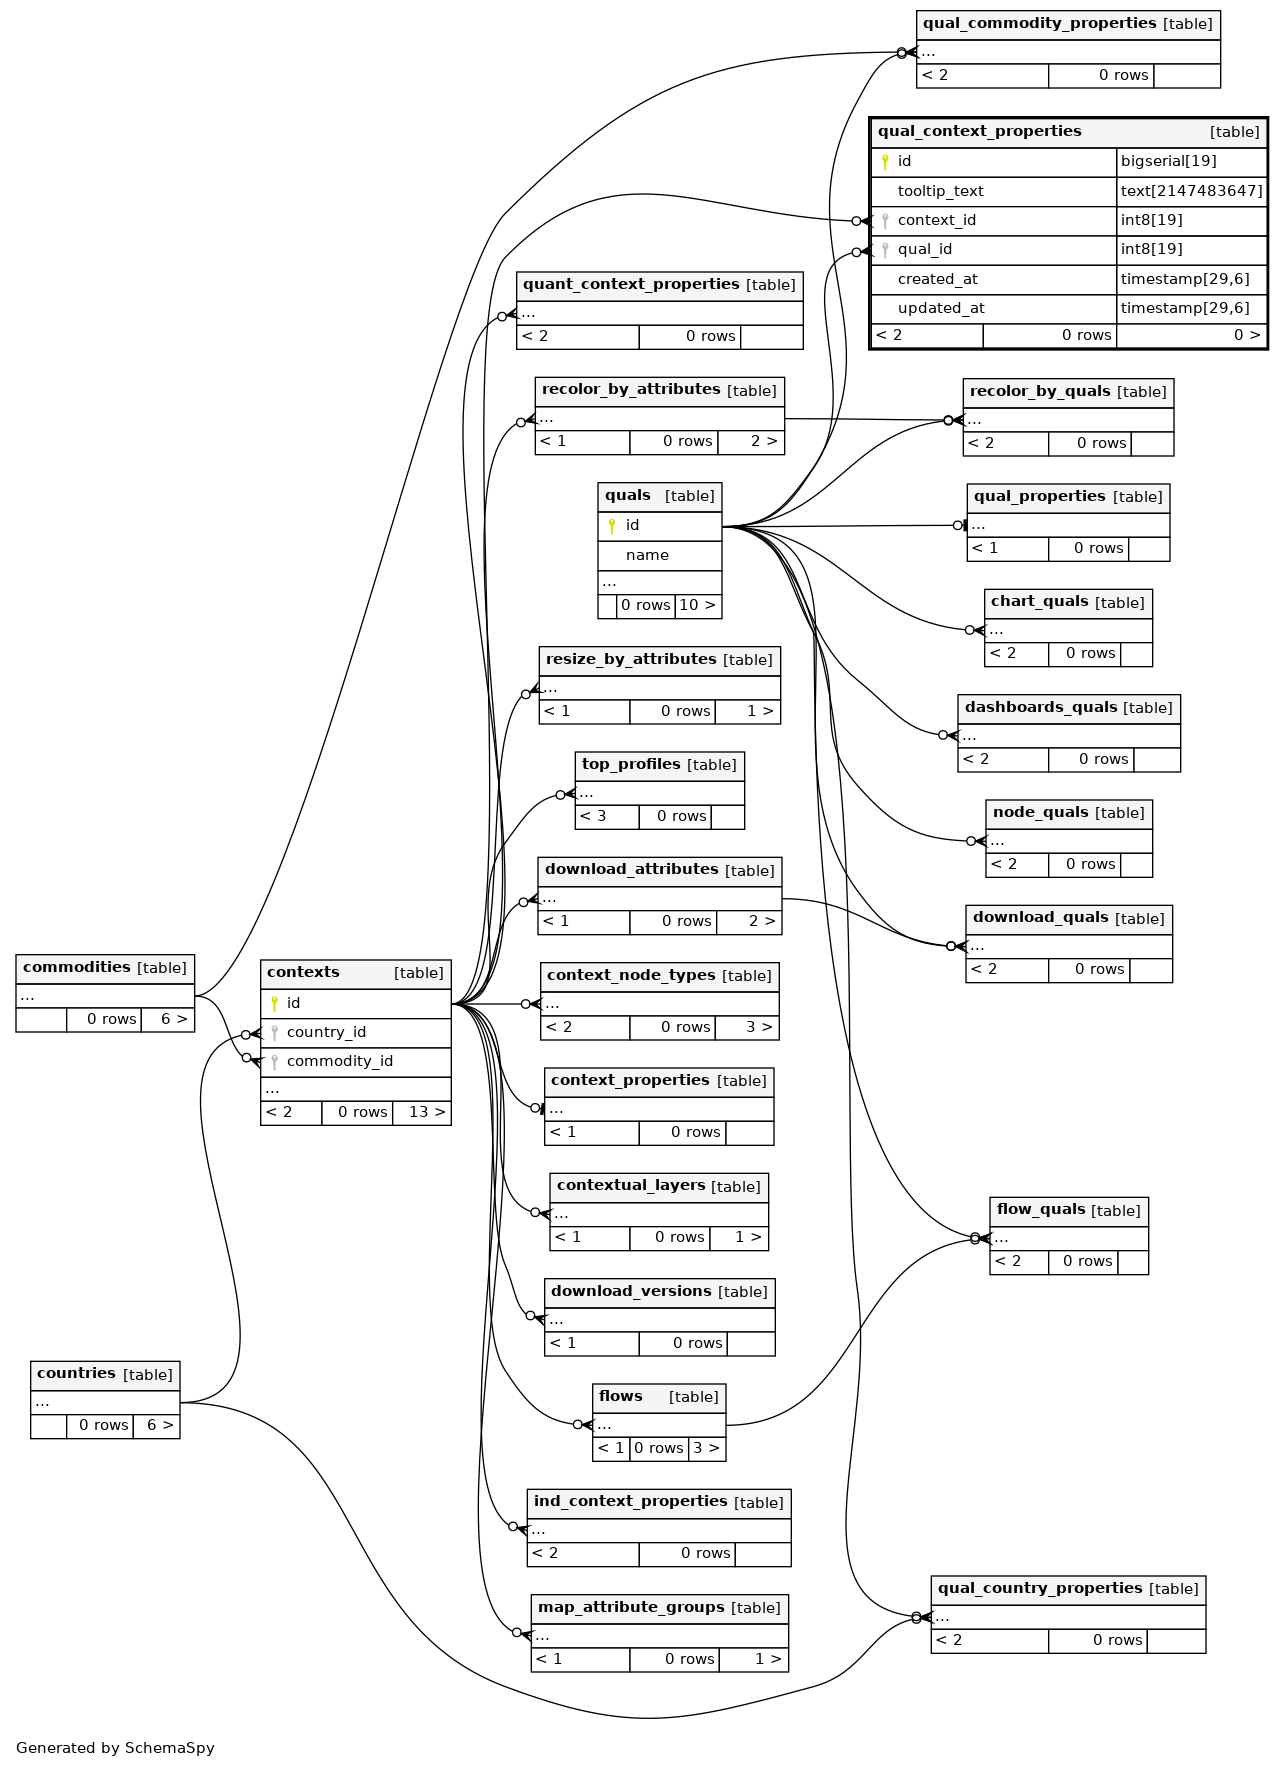 qual_commodity_properties [table]
...
< 2 0 rows
qual_context_properties [table]
id bigserial[19]
tooltip_text text[2147483647]
context_id int8[19]
qual_id int8[19]
created_at timestamp[29,6]
updated_at timestamp[29,6]
< 2 0 rows 0 >
quant_context_properties [table]
...
< 2 0 rows
recolor_by_attributes [table]
...
< 1 0 rows 2 >
recolor_by_quals [table]
...
< 2 0 rows
quals [table]
id
name
...
0 rows 10 >
qual_properties [table]
...
< 1 0 rows
chart_quals [table]
...
< 2 0 rows
resize_by_attributes [table]
...
< 1 0 rows 1 >
dashboards_quals [table]
...
< 2 0 rows
top_profiles [table]
...
< 3 0 rows
node_quals [table]
...
< 2 0 rows
download_attributes [table]
...
< 1 0 rows 2 >
download_quals [table]
...
< 2 0 rows
commodities [table]
...
0 rows 6 >
contexts [table]
id
country_id
commodity_id
...
< 2 0 rows 13 >
context_node_types [table]
...
< 2 0 rows 3 >
context_properties [table]
...
< 1 0 rows
contextual_layers [table]
...
< 1 0 rows 1 >
flow_quals [table]
...
< 2 0 rows
download_versions [table]
...
< 1 0 rows
countries [table]
...
0 rows 6 >
flows [table]
...
< 1 0 rows 3 >
ind_context_properties [table]
...
< 2 0 rows
qual_country_properties [table]
...
< 2 0 rows
map_attribute_groups [table]
...
< 1 0 rows 1 >
Generated by SchemaSpy